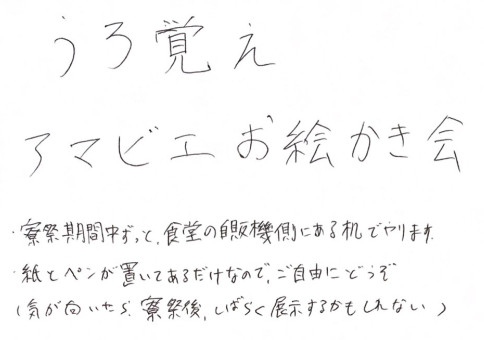 うろ覚え
アマビエお絵かき会
・寮祭期間中ずっと、食堂の自販機側にある机でやります
・紙とペンが置いてあるだけなので、ご自由にどうぞ
(気が向いたら、寮祭後、しばらく展示するかもしれない)